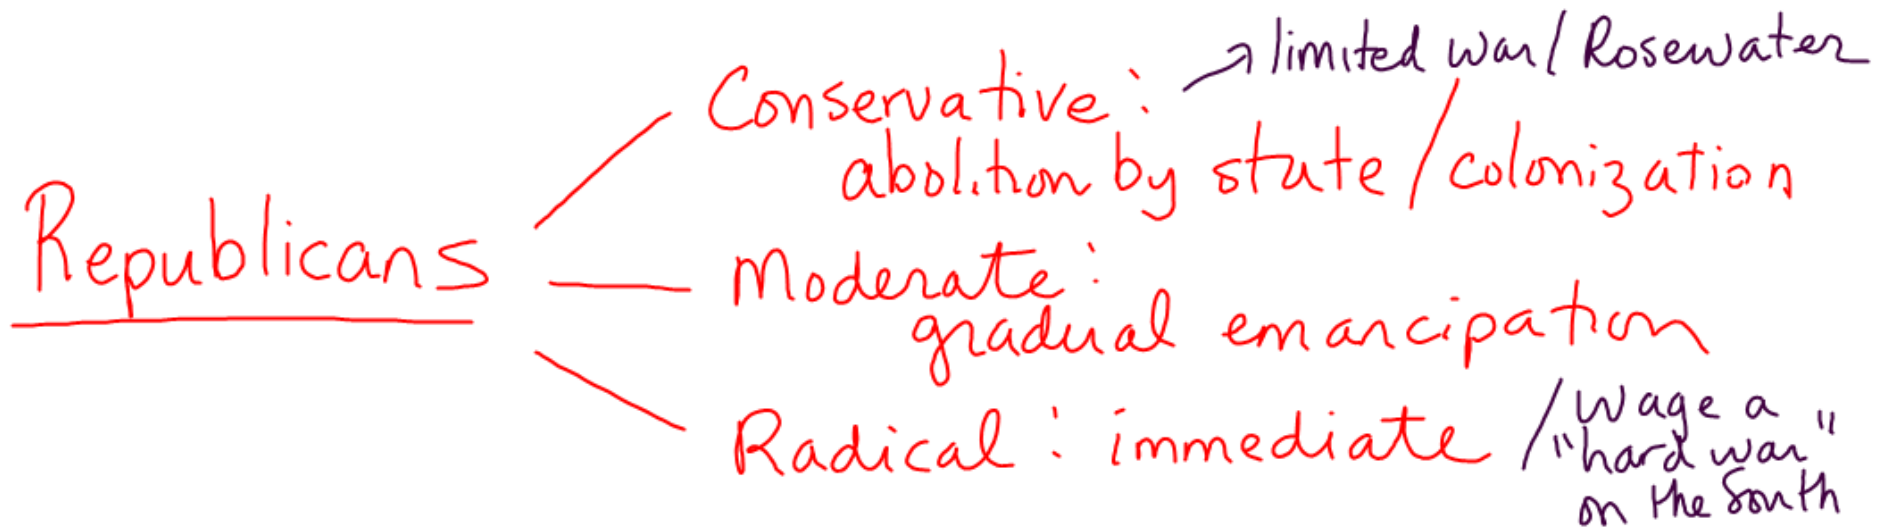 Republicans
Conservative: → limited war/Rosewater
abolition by state/colonization
Moderate:
gradual emancipation
Radical: immediate / wage a
"hard war"
on the South